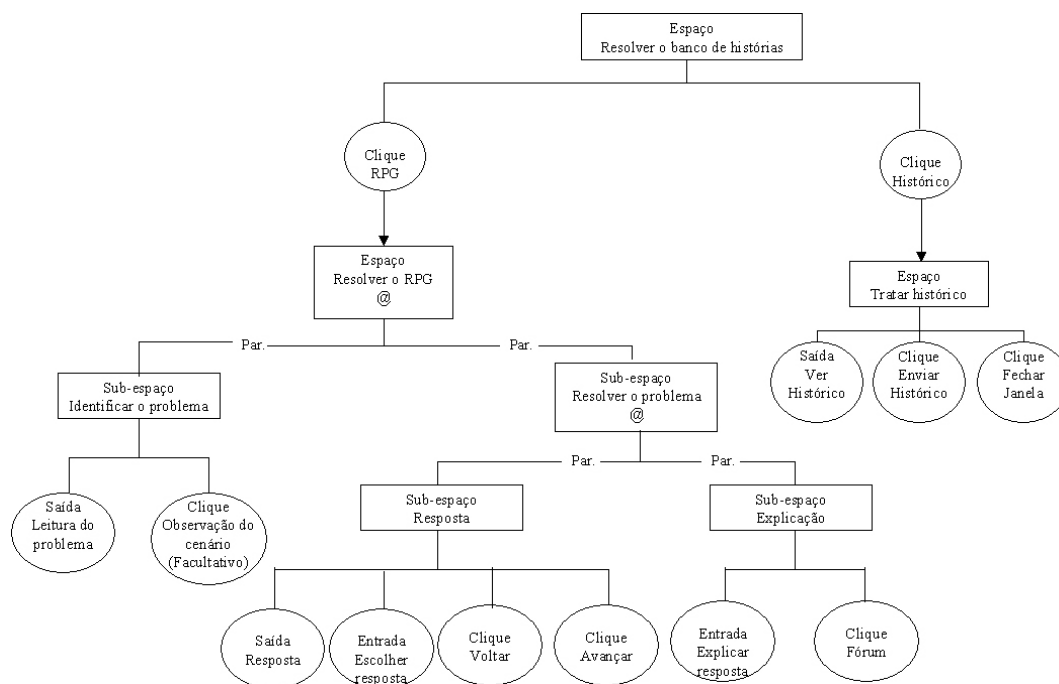 Espaço
Resolver o banco de histórias
Clique
RPG
Clique
Histórico
Espaço
Resolver o RPG
@
Espaço
Tratar histórico
Par.
Par.
Saída
Ver
Histórico
Clique
Enviar
Histórico
Clique
Fechar
Janela
Sub-espaço
Identificar o problema
Sub-espaço
Resolver o problema
@
Par.
Par.
Saída
Leitura do
problema
Clique
Observação do
cenário
(Facultativo)
Sub-espaço
Resposta
Sub-espaço
Explicação
Saída
Resposta
Entrada
Escolher
resposta
Clique
Voltar
Clique
Avançar
Entrada
Explicar
resposta
Clique
Fórum